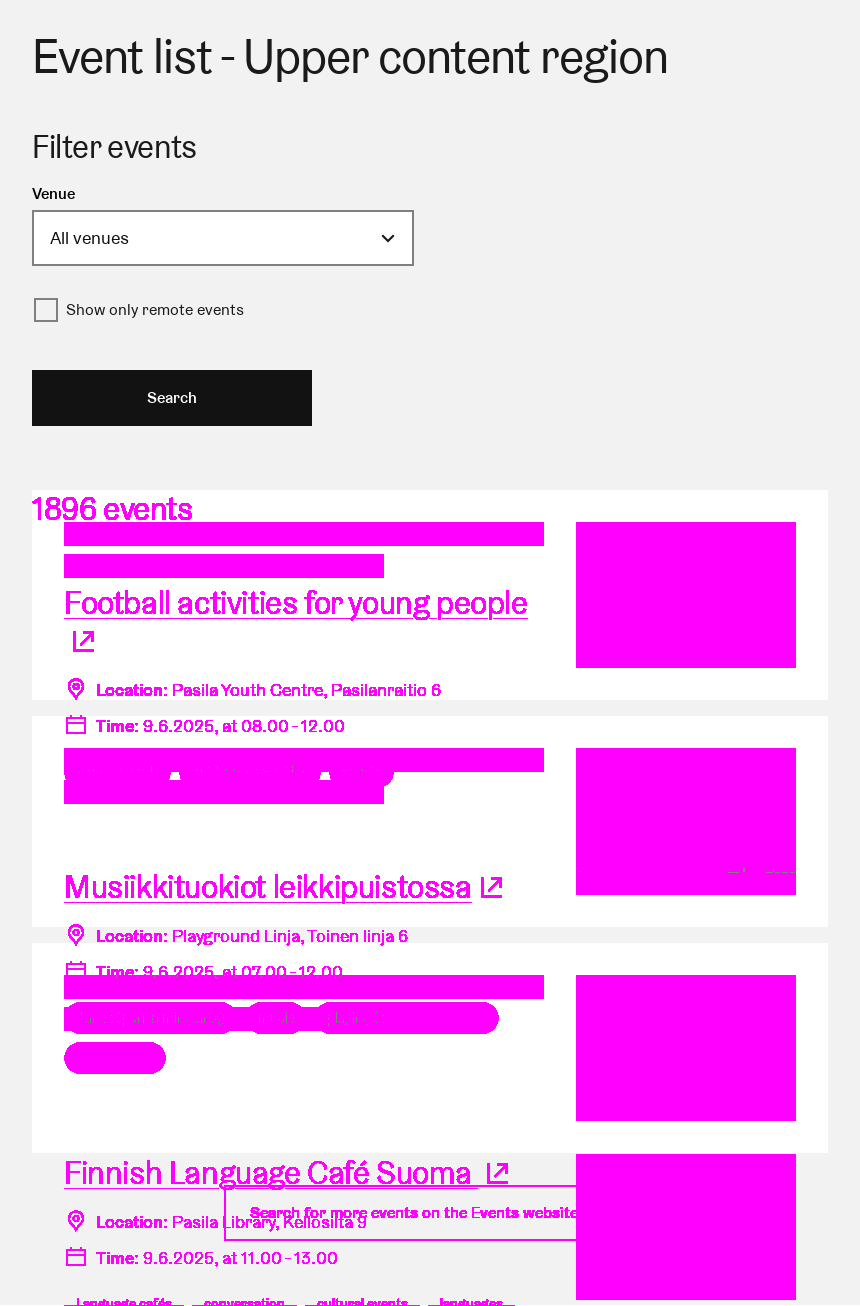 Event list - Upper content region
Filter events
Venue
All venues
Show only remote events
Search
1896 events
Football activities for young people
Location: Pasila Youth Centre, Pasilanraitio 6
Time: 9.6.2025, at 08.00 - 12.00
Musiikkituokiot leikkipuistossa
Location: Playground Linja, Toinen linja 6
Time: 9.6.2025, at 07.00 - 12.00
Finnish Language Café Suoma
Search for more events on the Events website
Location: Pasila Library, Kellosilta 9
Time: 9.6.2025, at 11.00 - 13.00
Language cafés conversation cultural events languages